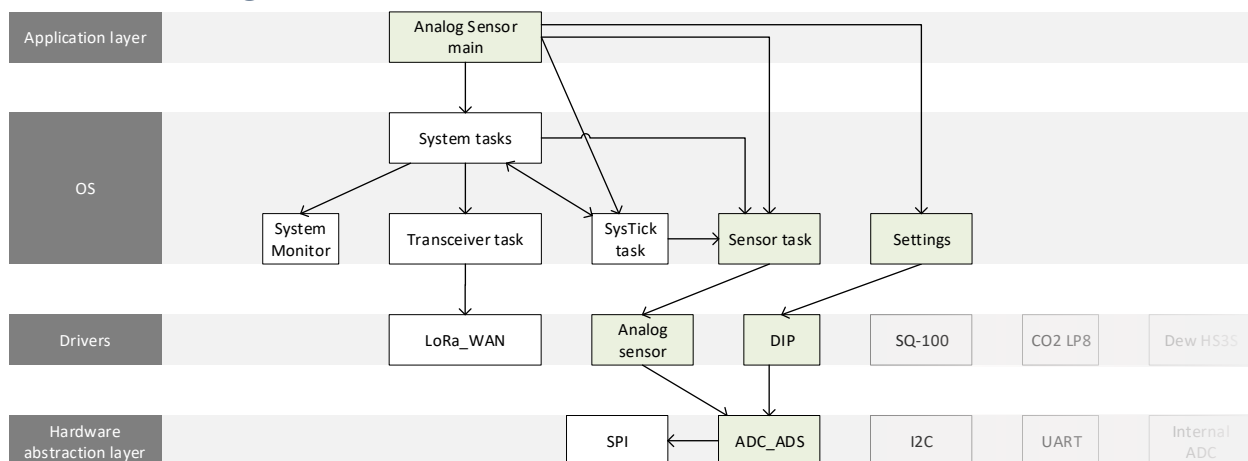 Application layer
Analog Sensor
main
System tasks
OS
System
Monitor
Transceiver task
SysTick
task
Sensor task
Settings
Drivers
LoRa_WAN
Analog
sensor
DIP
SQ-100
CO2 LP8
Dew HS3S
Hardware
abstraction layer
SPI
ADC_ADS
I2C
UART
Internal
ADC